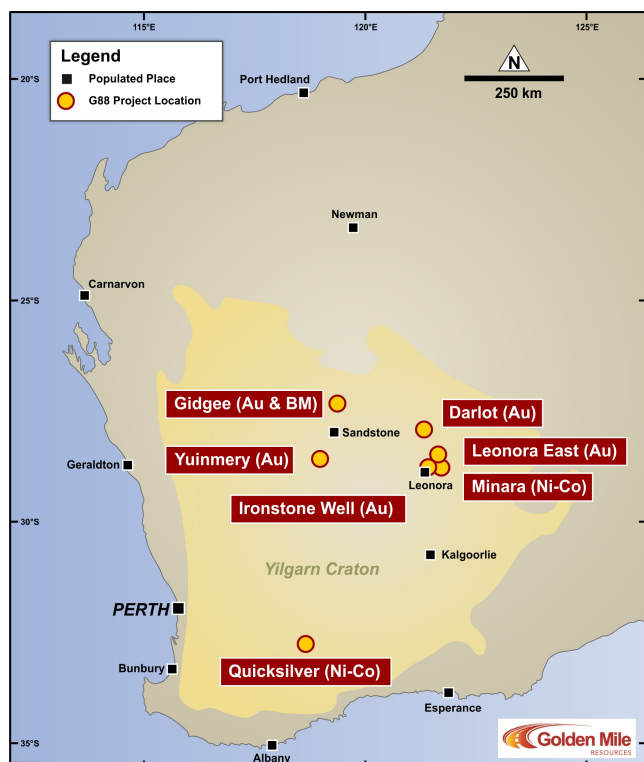 115°E
120°E
125°E
Legend
Populated Place
G88 Project Location
N
250 km
20°S
Port Hedland
Newman
25°S
Carnarvon
Gidgee (Au & BM)
Darlot (Au)
Sandstone
Leonora East (Au)
Yuinmery (Au)
Geraldton
Leonora
Minara (Ni-Co)
Ironstone Well (Au)
30°S
Kalgoorlie
Yilgarn Craton
PERTH
Bunbury
Quicksilver (Ni-Co)
Esperance
35°S
Albany
Golden Mile
RESOURCES